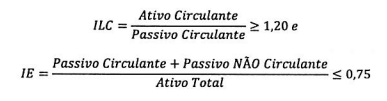 ILC = Ativo Circulante / Passivo Circulante ≥ 1,20 e
IE = Passivo Circulante + Passivo NÃO Circulante / Ativo Total ≤ 0,75